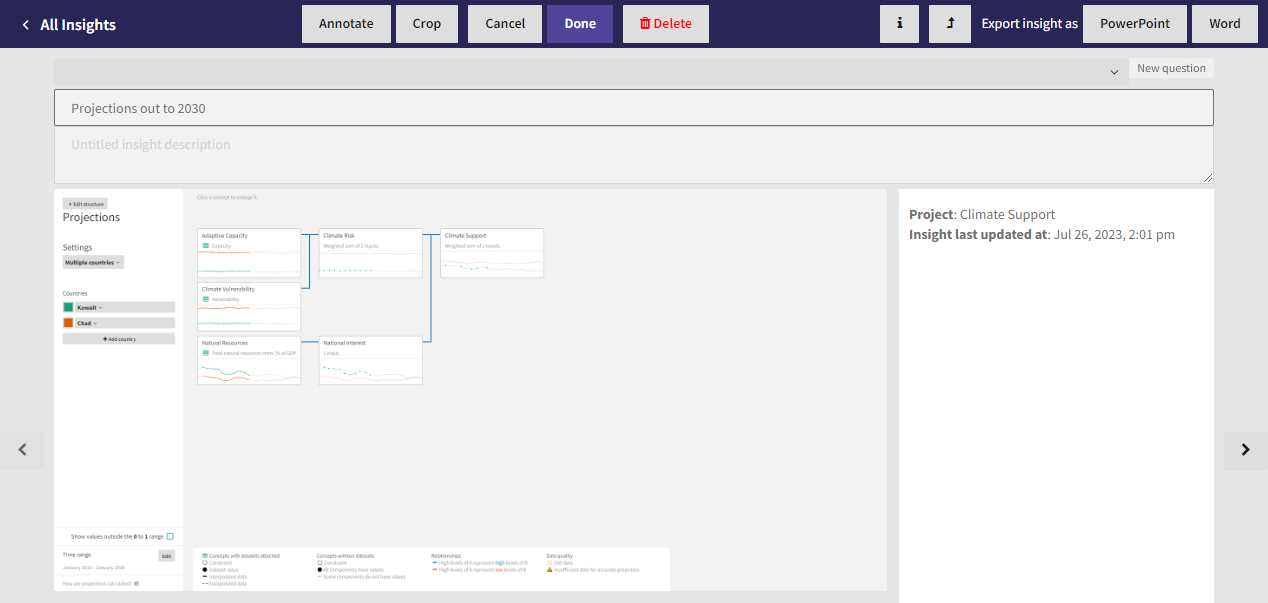 All Insights
Annotate
Crop
Cancel
Done
Delete
Export insight as
PowerPoint
Word
New question
Projections out to 2030
Untitled insight description
+ Edit structure
Projections
Settings
Multiple countries
Countries
Kuwait
Chad
+ Add country
Show values outside the 0 to 1 range
Time range
Edit
January 2010 - January 2030
How are projections calculated?
Click a concept to enlarge it.
Adaptive Capacity
Capacity
Climate Risk
Weighted sum of 2 inputs.
Climate Support
Weighted sum of 2 inputs.
Climate Vulnerability
Vulnerability
Natural Resources
Total natural resources rents (% of GDP
National Interest
1 input.
Concepts with datasets attached
Constraint
Dataset value
Interpolated data
Extrapolated data
Concepts without datasets
Constraint
All components have values
Some components do not have values
Relationships
High levels of A represent high levels of B
High levels of A represent low levels of B
Data quality
Old data
Insufficient data for accurate projection
Project: Climate Support
Insight last updated at: Jul 26, 2023, 2:01 pm